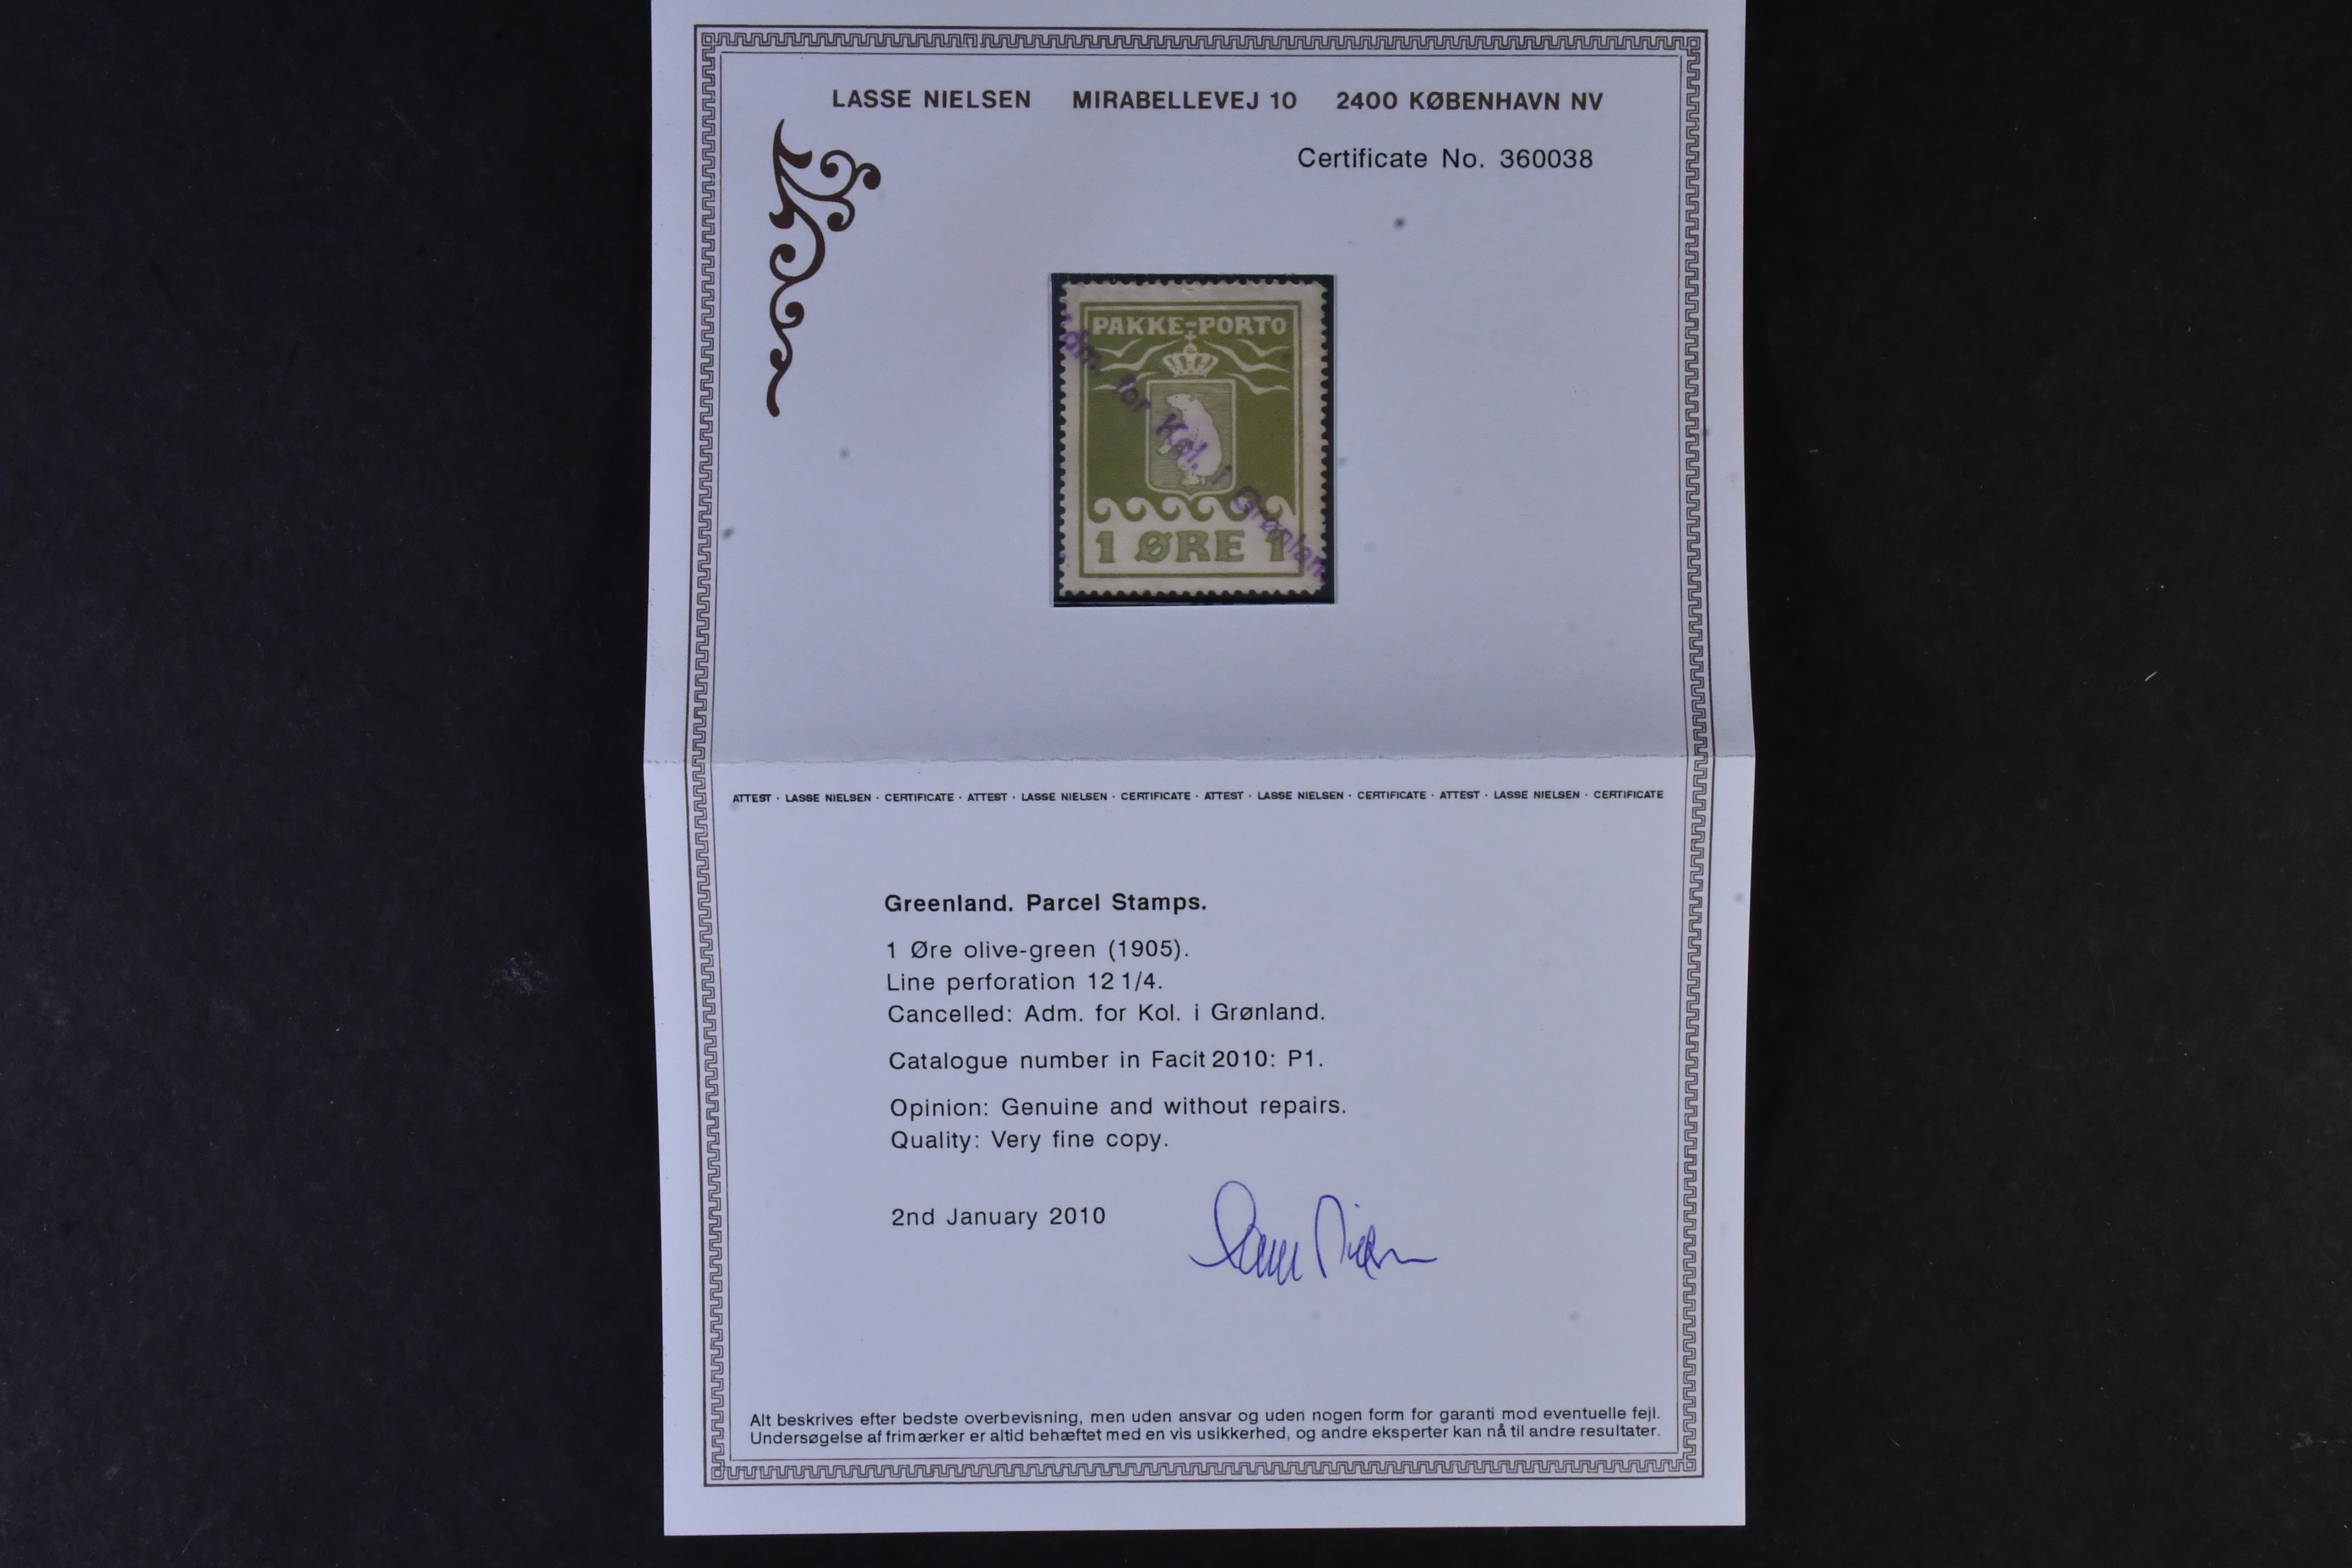 LASSE NIELSEN MIRABELLEVEJ 10 2400 KØBENHAVN NV
Certificate No. 360038
PAKKE-PORTO
dm. for Kol. i Grønlan
1 ØRE 1
ATTEST · LASSE NIELSEN · CERTIFICATE · ATTEST · LASSE NIELSEN · CERTIFICATE · ATTEST · LASSE NIELSEN · CERTIFICATE · ATTEST · LASSE NIELSEN · CERTIFICATE
Greenland. Parcel Stamps.
1 Øre olive-green (1905).
Line perforation 12 1/4.
Cancelled: Adm. for Kol. i Grønland.
Catalogue number in Facit 2010: P1.
Opinion: Genuine and without repairs.
Quality: Very fine copy.
2nd January 2010
Lasse Nielsen
Alt beskrives efter bedste overbevisning, men uden ansvar og uden nogen form for garanti mod eventuelle fejl.
Undersøgelse af frimærker er altid behæftet med en vis usikkerhed, og andre eksperter kan nå til andre resultater.